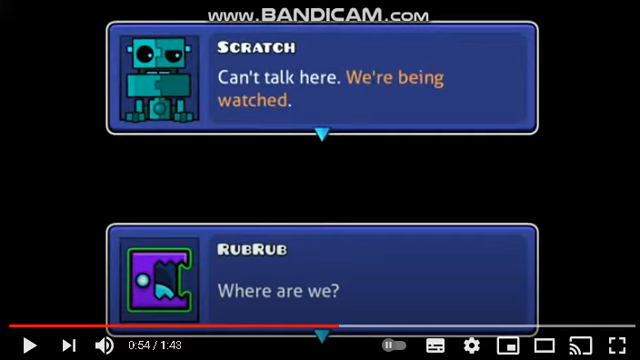 www.BANDICAM.com
Scratch
Can't talk here. We're being
watched.
RubRub
Where are we?
0:54 / 1:43